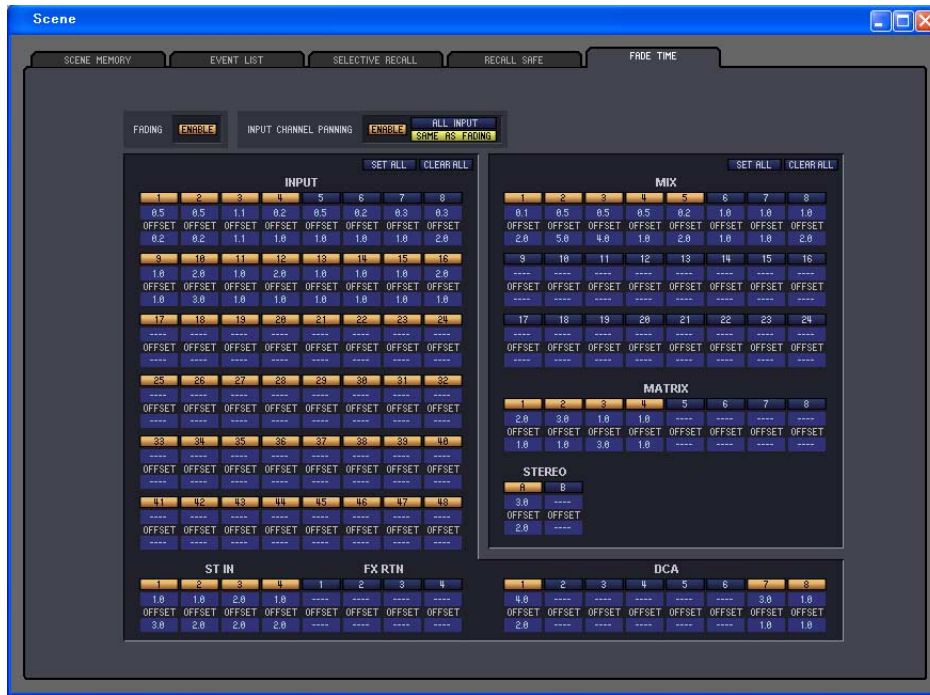 Scene
SCENE MEMORY EVENT LIST SELECTIVE RECALL RECALL SAFE FADE TIME
FADING ENABLE INPUT CHANNEL PANNING ENABLE ALL INPUT
SAME AS FADING
SET ALL CLEAR ALL
INPUT
1 2 3 4 5 6 7 8
0.5 0.5 1.1 0.2 0.5 0.2 0.3 0.3
OFFSET OFFSET OFFSET OFFSET OFFSET OFFSET OFFSET OFFSET
0.2 0.2 1.1 1.0 1.0 1.0 1.0 2.0
9 10 11 12 13 14 15 16
1.0 2.0 1.0 2.0 1.0 1.0 1.0 2.0
OFFSET OFFSET OFFSET OFFSET OFFSET OFFSET OFFSET OFFSET
1.0 3.0 1.0 1.0 1.0 1.0 1.0 1.0
17 18 19 20 21 22 23 24
---- ---- ---- ---- ---- ---- ---- ----
OFFSET OFFSET OFFSET OFFSET OFFSET OFFSET OFFSET OFFSET
---- ---- ---- ---- ---- ---- ---- ----
25 26 27 28 29 30 31 32
---- ---- ---- ---- ---- ---- ---- ----
OFFSET OFFSET OFFSET OFFSET OFFSET OFFSET OFFSET OFFSET
---- ---- ---- ---- ---- ---- ---- ----
33 34 35 36 37 38 39 40
---- ---- ---- ---- ---- ---- ---- ----
OFFSET OFFSET OFFSET OFFSET OFFSET OFFSET OFFSET OFFSET
---- ---- ---- ---- ---- ---- ---- ----
41 42 43 44 45 46 47 48
---- ---- ---- ---- ---- ---- ---- ----
OFFSET OFFSET OFFSET OFFSET OFFSET OFFSET OFFSET OFFSET
---- ---- ---- ---- ---- ---- ---- ----
SET ALL CLEAR ALL
MIX
1 2 3 4 5 6 7 8
0.1 0.5 0.5 0.5 0.2 1.0 1.0 1.0
OFFSET OFFSET OFFSET OFFSET OFFSET OFFSET OFFSET OFFSET
2.0 5.0 4.0 1.0 2.0 1.0 1.0 2.0
9 10 11 12 13 14 15 16
---- ---- ---- ---- ---- ---- ---- ----
OFFSET OFFSET OFFSET OFFSET OFFSET OFFSET OFFSET OFFSET
---- ---- ---- ---- ---- ---- ---- ----
17 18 19 20 21 22 23 24
---- ---- ---- ---- ---- ---- ---- ----
OFFSET OFFSET OFFSET OFFSET OFFSET OFFSET OFFSET OFFSET
---- ---- ---- ---- ---- ---- ---- ----
MATRIX
1 2 3 4 5 6 7 8
2.0 3.0 1.0 1.0 ---- ---- ---- ----
OFFSET OFFSET OFFSET OFFSET OFFSET OFFSET OFFSET OFFSET
1.0 1.0 3.0 1.0 ---- ---- ---- ----
STEREO
A B
3.0 ----
OFFSET OFFSET
2.0 ----
ST IN FX RTN
1 2 3 4 1 2 3 4
1.0 1.0 2.0 1.0 ---- ---- ---- ----
OFFSET OFFSET OFFSET OFFSET OFFSET OFFSET OFFSET OFFSET
3.0 2.0 2.0 2.0 ---- ---- ---- ----
DCA
1 2 3 4 5 6 7 8
4.0 ---- ---- ---- ---- ---- 3.0 1.0
OFFSET OFFSET OFFSET OFFSET OFFSET OFFSET OFFSET OFFSET
2.0 ---- ---- ---- ---- ---- 1.0 1.0